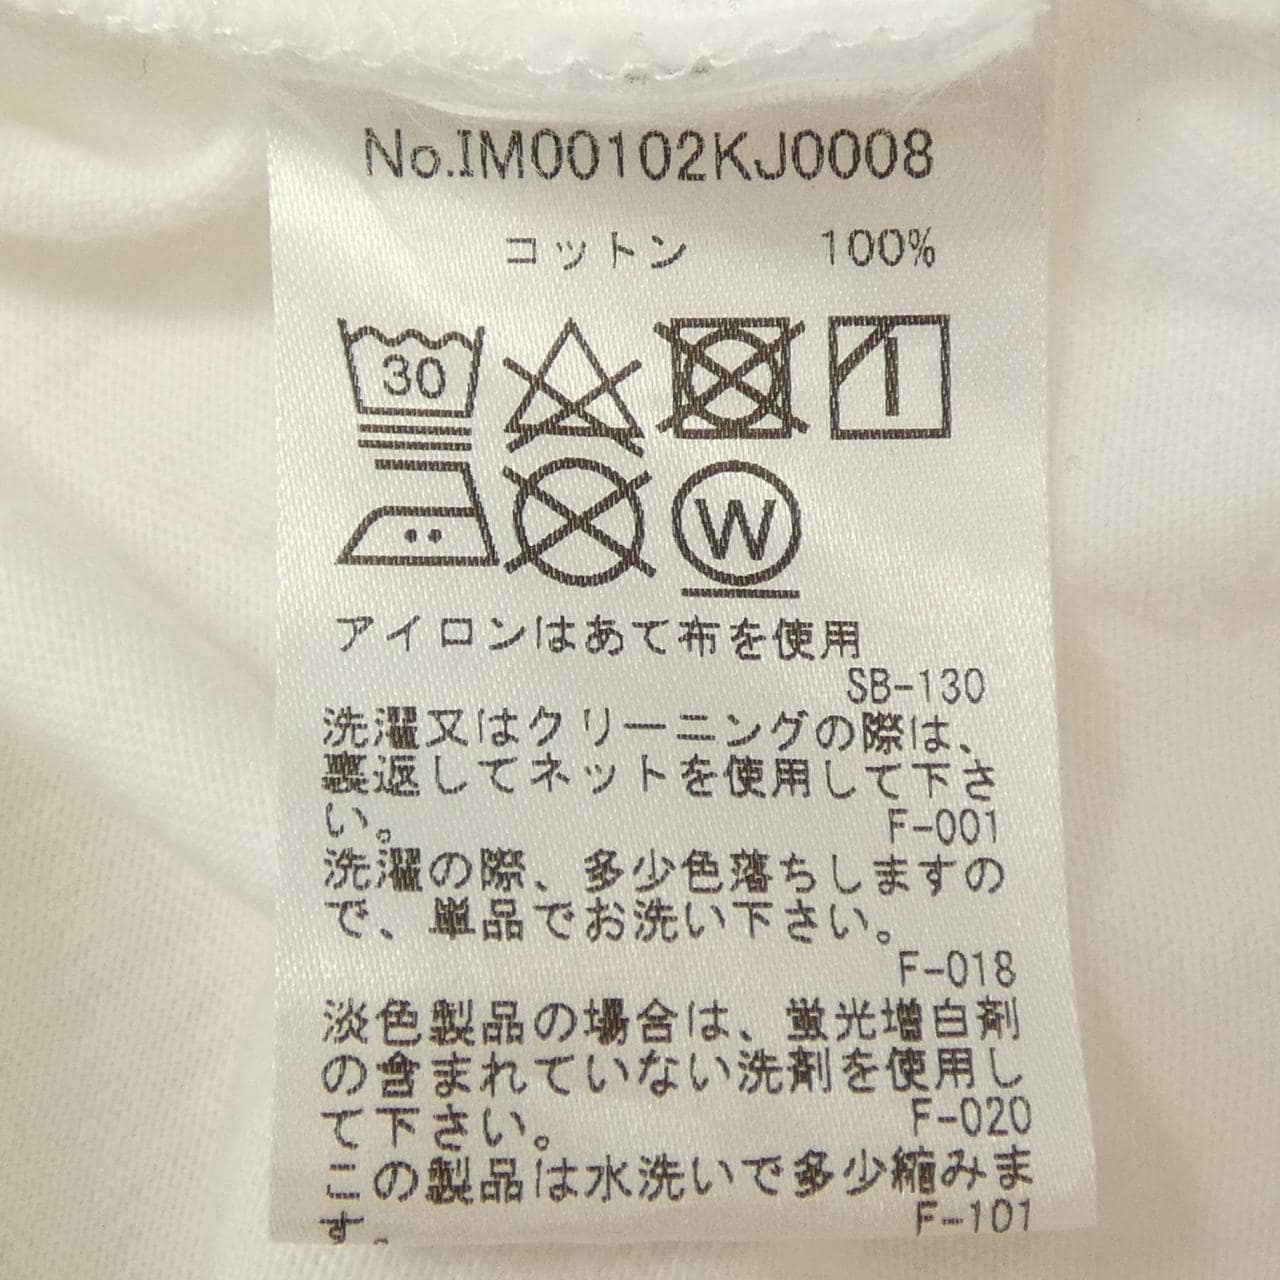 No.IM00102KJ0008
コットン 100%
30
W
アイロンはあて布を使用
SB-130
洗濯又はクリーニングの際は、
裏返してネットを使用して下さ
い。 F-001
洗濯の際、多少色落ちしますの
で、単品でお洗い下さい。
F-018
淡色製品の場合は、蛍光増白剤
の含まれていない洗剤を使用し
て下さい。 F-020
この製品は水洗いで多少縮みま
す。 F-101